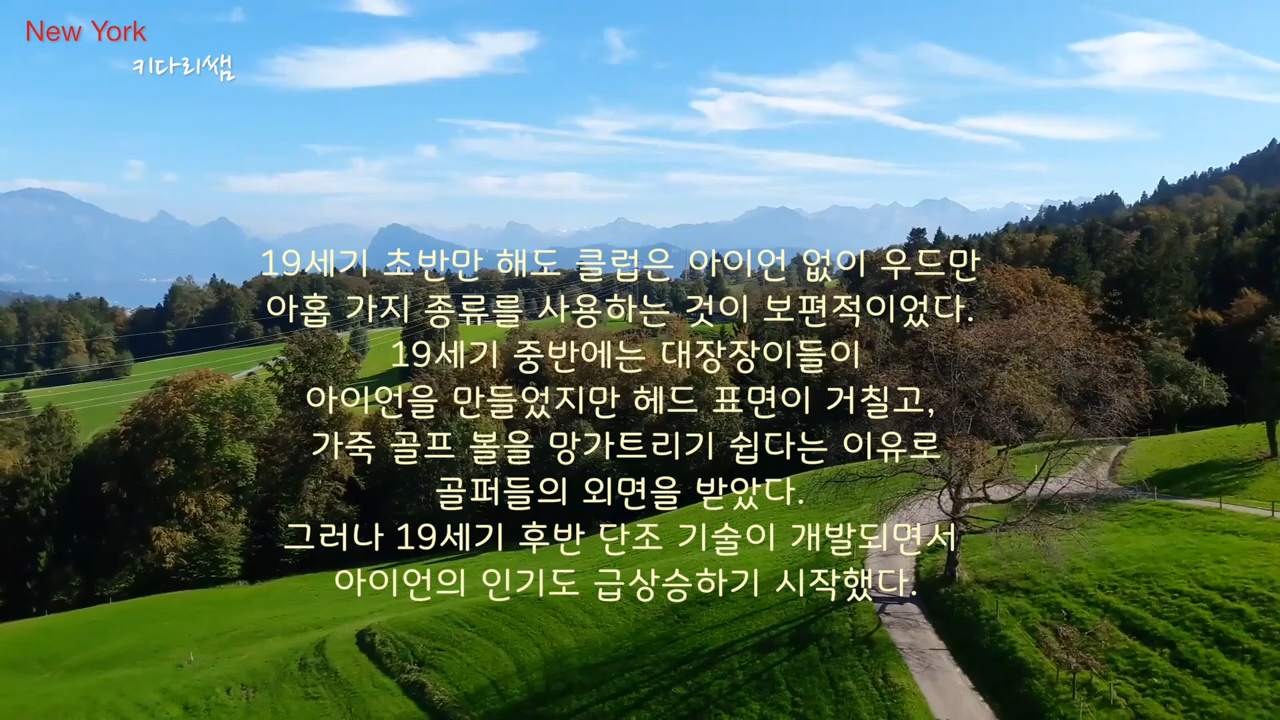 New York
키다리쌤
19세기 초반만 해도 클럽은 아이언 없이 우드만
아홉 가지 종류를 사용하는 것이 보편적이었다.
19세기 중반에는 대장장이들이
아이언을 만들었지만 헤드 표면이 거칠고,
가죽 골프 볼을 망가트리기 쉽다는 이유로
골퍼들의 외면을 받았다.
그러나 19세기 후반 단조 기술이 개발되면서
아이언의 인기도 급상승하기 시작했다.